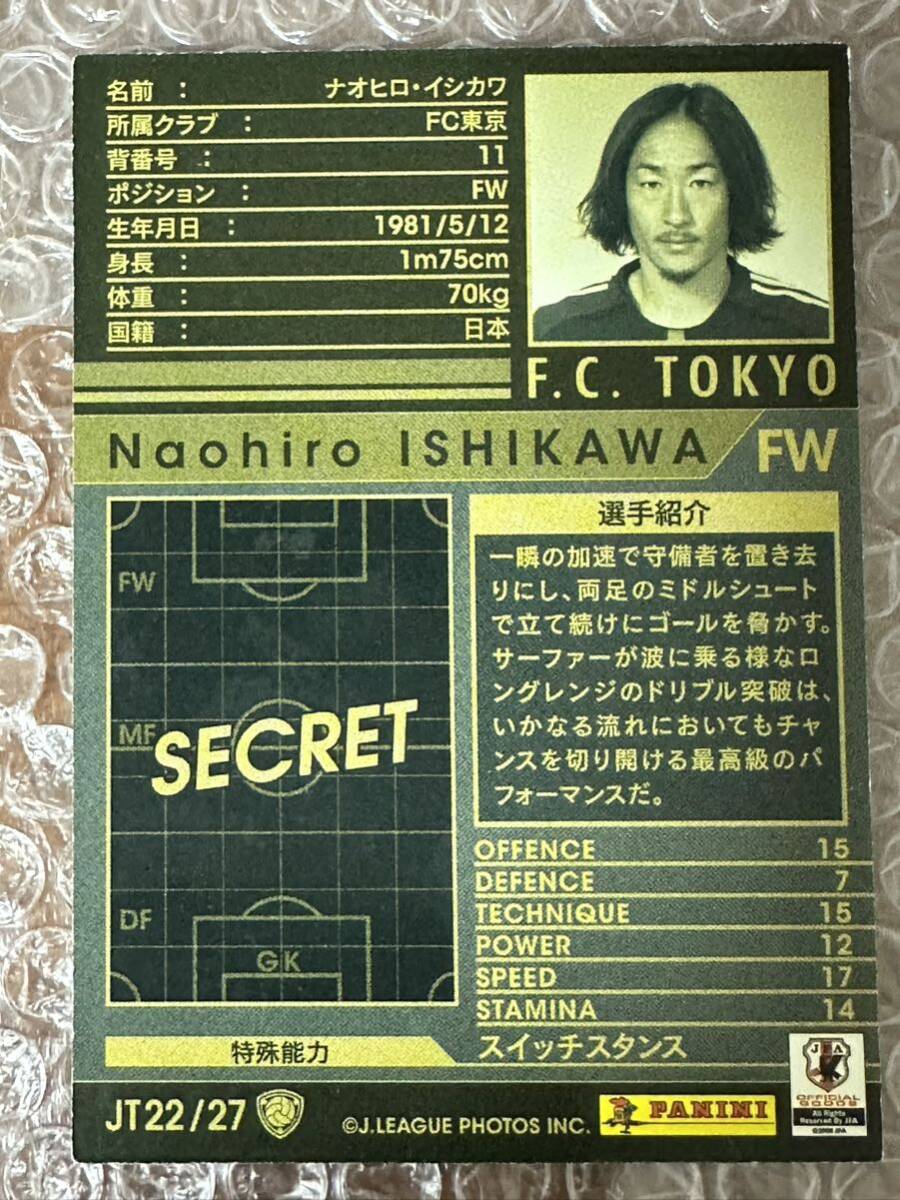 名前 : ナオヒロ・イシカワ
所属クラブ : FC東京
背番号 : 11
ポジション : FW
生年月日 : 1981/5/12
身長 : 1m75cm
体重 : 70kg
国籍 : 日本
F.C. TOKYO
Naohiro ISHIKAWA FW
FW
MF
SECRET
DF
GK
選手紹介
一瞬の加速で守備者を置き去
りにし、両足のミドルシュート
で立て続けにゴールを脅かす。
サーファーが波に乗る様なロ
ングレンジのドリブル突破は、
いかなる流れにおいてもチャ
ンスを切り開ける最高級のパ
フォーマンスだ。
OFFENCE 15
DEFENCE 7
TECHNIQUE 15
POWER 12
SPEED 17
STAMINA 14
特殊能力 スイッチスタンス
JT22/27
©J.LEAGUE PHOTOS INC.
PANINI
JFA
OFFICIAL
GOODS
All Rights
Reserved By JFA